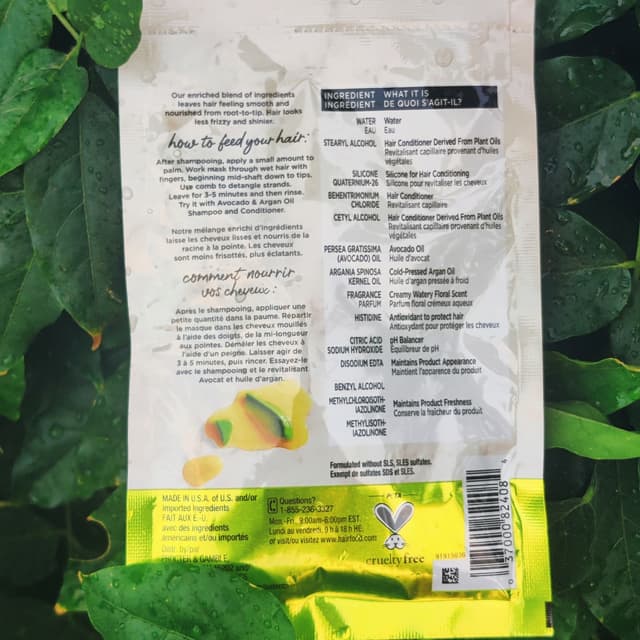 Our enriched blend of ingredients
leaves hair feeling smooth and
nourished from root-to-tip. Hair looks
less frizzy and shinier.
how to feed your hair:
After shampooing, apply a small amount to
palm. Work mask through wet hair with
fingers, beginning mid-shaft down to tips.
Use comb to detangle strands.
Leave for 3-5 minutes and then rinse.
Try it with Avocado & Argan Oil
Shampoo and Conditioner.
Notre mélange enrichi d'ingrédients
laisse les cheveux lisses et nourris de la
racine à la pointe. Les cheveux
sont moins frisottés, plus éclatants.
comment nourrir
vos cheveux:
Après le shampooing, appliquer une
petite quantité dans la paume. Répartir
le masque dans les cheveux mouillés
à l'aide des doigts, de la mi-longueur
aux pointes. Démêler les cheveux à
l'aide d'un peigne. Laisser agir de
3 à 5 minutes, puis rincer. Essayez-le
avec le shampooing et le revitalisant
Avocat et huile d'argan.
INGREDIENT WHAT IT IS
INGRÉDIENT DE QUOI S'AGIT-IL?
WATER Water
EAU Eau
STEARYL ALCOHOL Hair Conditioner Derived From Plant Oils
Revitalisant capillaire provenant d'huiles
végétales
SILICONE Silicone for Hair Conditioning
QUATERNIUM-26 Silicone pour revitaliser les cheveux
BEHENTRIMONIUM Hair Conditioner
CHLORIDE Revitalisant capillaire
CETYL ALCOHOL Hair Conditioner Derived From Plant Oils
Revitalisant capillaire provenant d'huiles
végétales
PERSEA GRATISSIMA Avocado Oil
(AVOCADO) OIL Huile d'avocat
ARGANIA SPINOSA Cold-Pressed Argan Oil
KERNEL OIL Huile d'argan pressée à froid
FRAGRANCE Creamy Watery Floral Scent
PARFUM Parfum floral crémeux aqueux
HISTIDINE Antioxidant to protect hair
Antioxydant pour protéger les cheveux
CITRIC ACID pH Balancer
SODIUM HYDROXIDE Équilibreur de pH
DISODIUM EDTA Maintains Product Appearance
Maintient l'apparence du produit
BENZYL ALCOHOL
METHYLCHLOROISOTH- Maintains Product Freshness
IAZOLINONE Conserve la fraîcheur du produit
METHYLISOTH-
IAZOLINONE
Formulated without SLS, SLES sulfates.
Exempt de sulfates SDS et SLES.
MADE IN U.S.A. of U.S. and/or
imported ingredients
FAIT AUX É.-U.
avec des ingrédients
américains et/ou importés
Distr. by/par
PROCTER & GAMBLE
Questions?
1-855-236-3327
Mon.-Fri., 9:00am-6:00pm EST.
Lundi au vendredi, 9 h à 18 h HE.
or visit/ou visitez www.hairfood.com
PETA
cruelty free
0 37000 82408 4